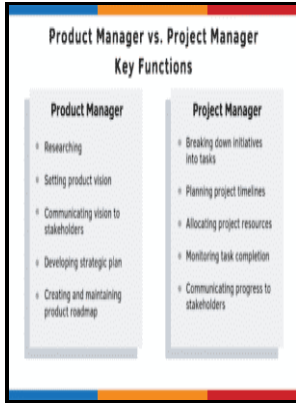 Product Manager vs. Project Manager
Key Functions
Product Manager
Researching
Setting product vision
Communicating vision to
stakeholders
Developing strategic plan
Creating and maintaining
product roadmap
Project Manager
Breaking down initiatives
into tasks
Planning project timelines
Allocating project resources
Monitoring task completion
Communicating progress to
stakeholders